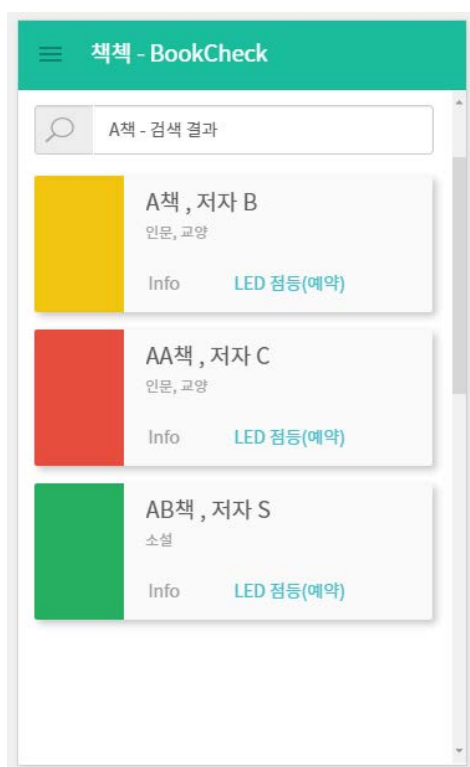 책첵 - BookCheck
A책 - 검색 결과
A책 , 저자 B
인문, 교양
Info LED 점등(예약)
AA책 , 저자 C
인문, 교양
Info LED 점등(예약)
AB책 , 저자 S
소설
Info LED 점등(예약)